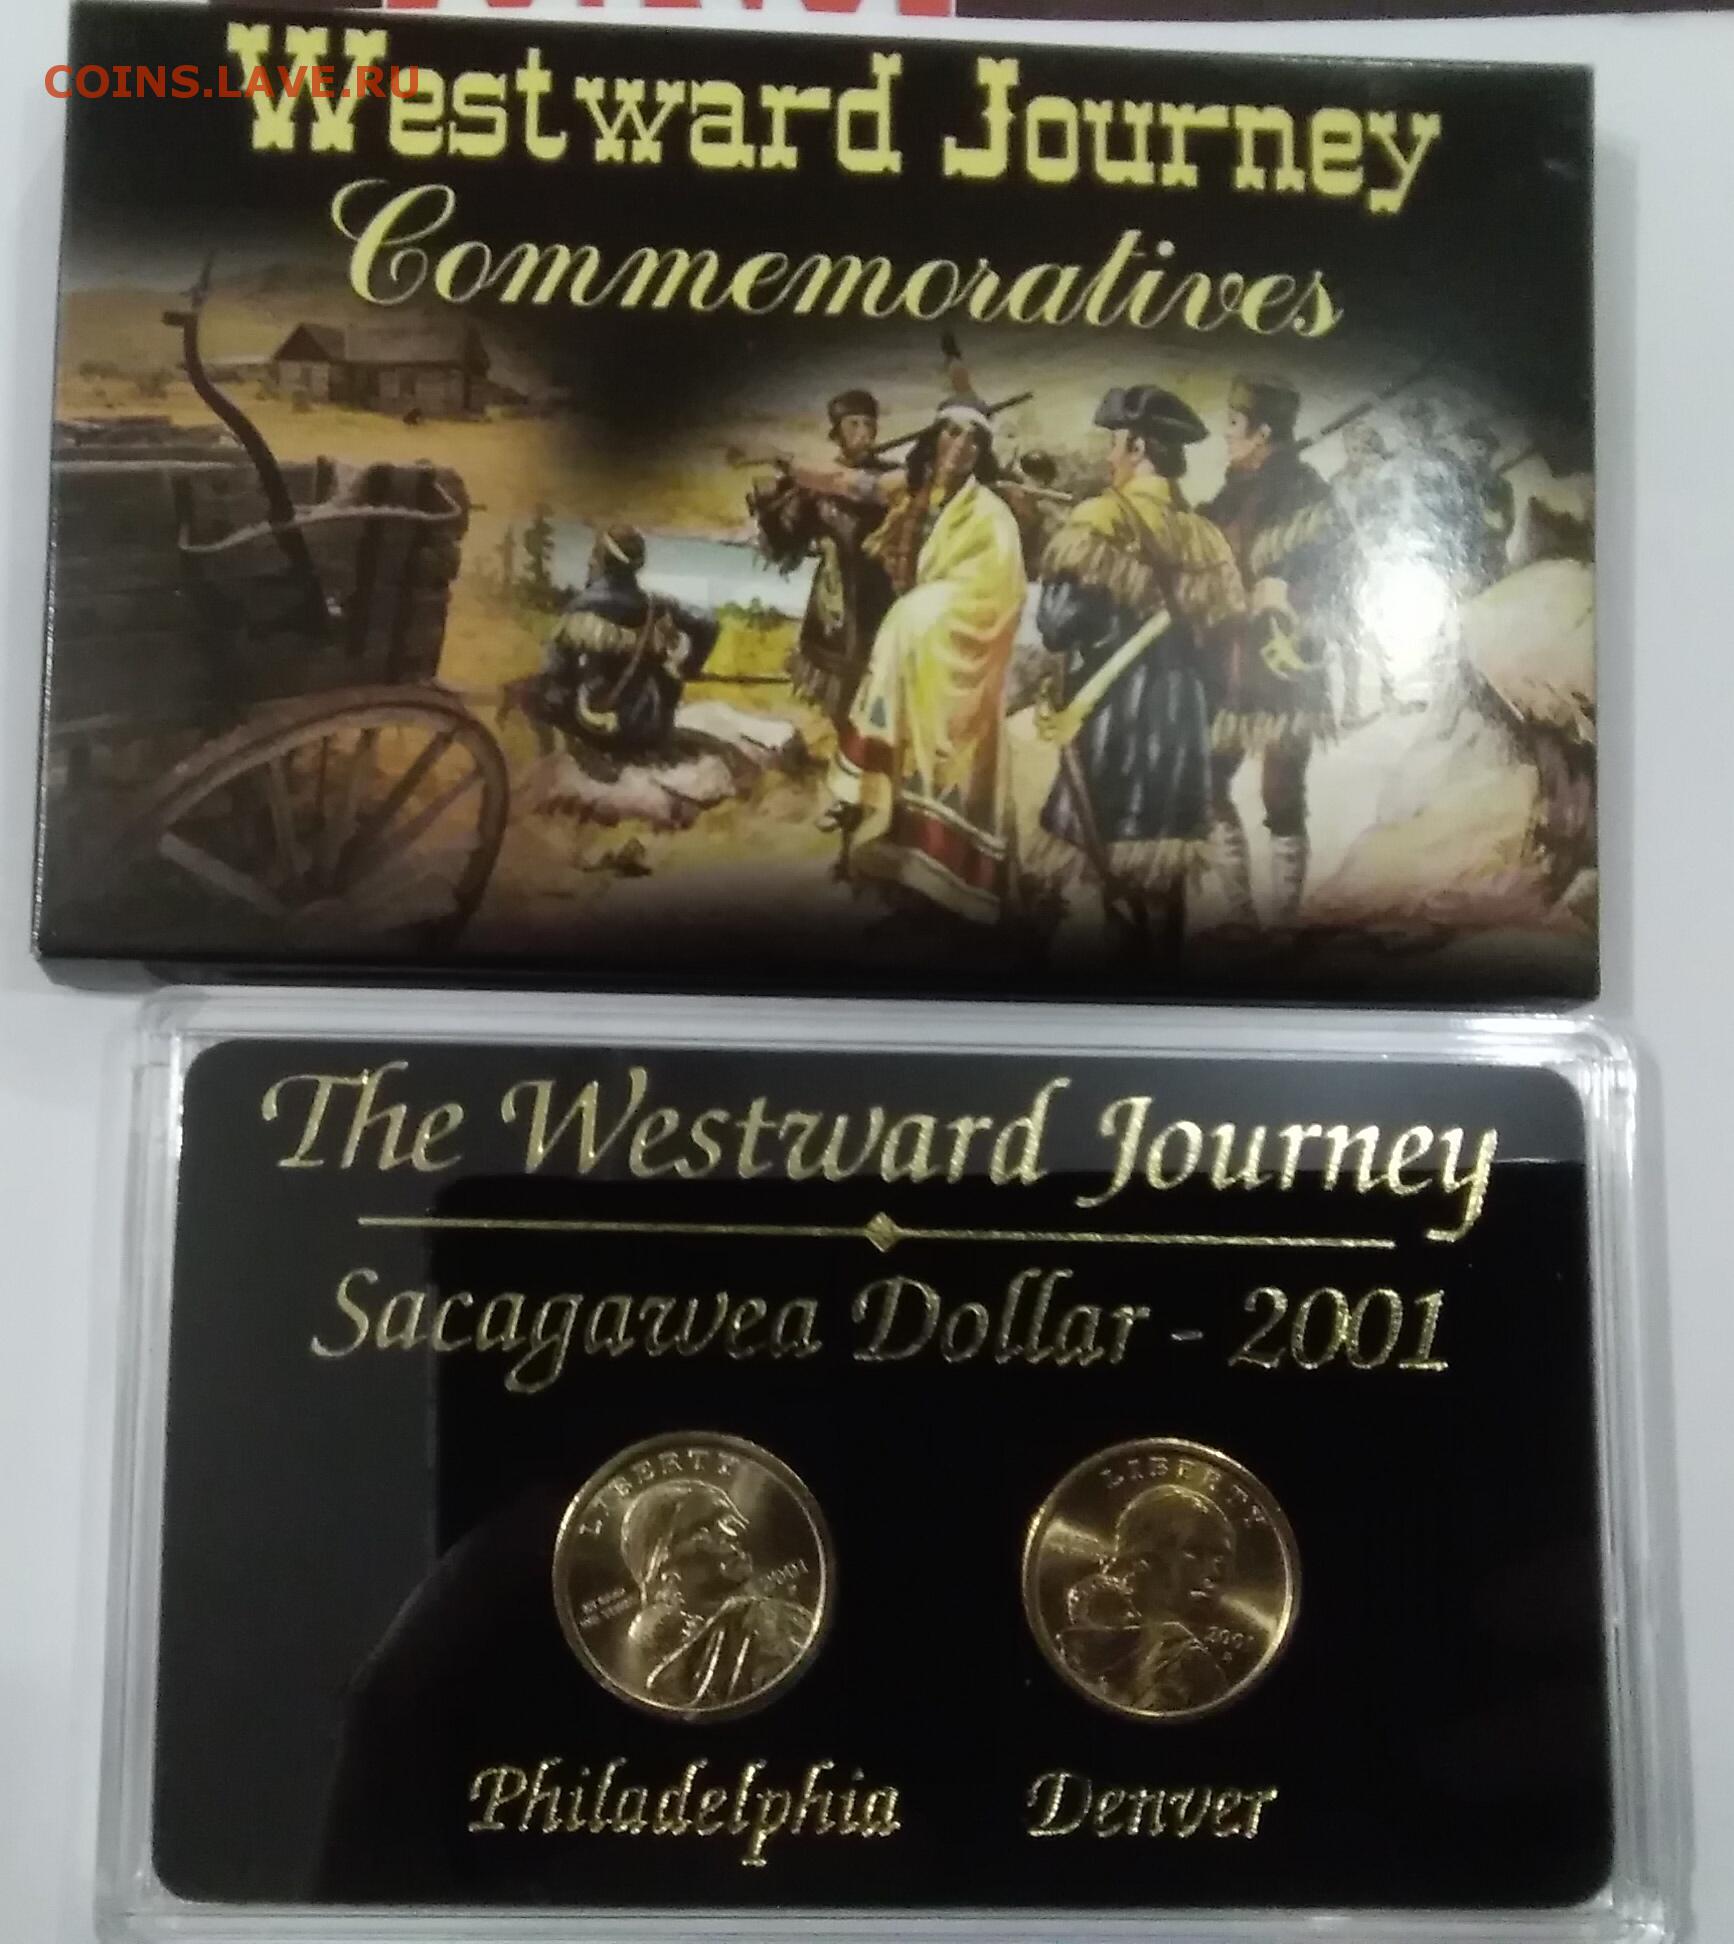 COINS.LAVE.RU
Westward Journey
Commemoratives
The Westward Journey
Sacagawea Dollar - 2001
LIBERTY
2001
LIBERTY
2001
Philadelphia
Denver